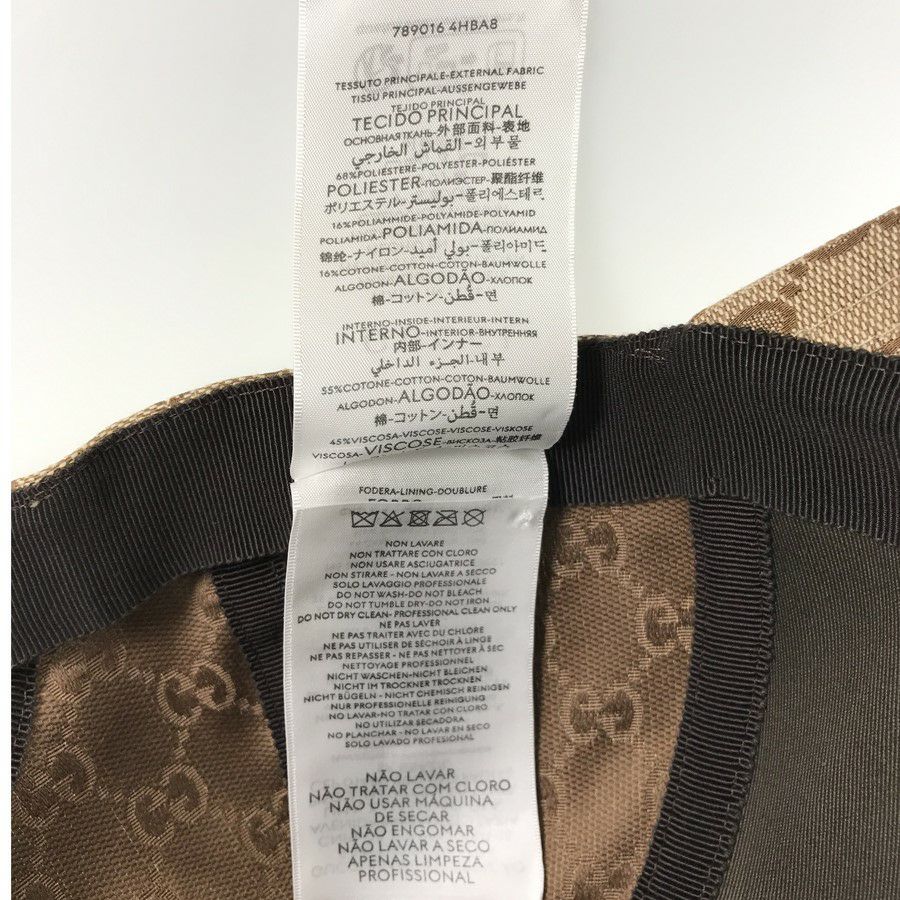 789016 4HBA8
TESSUTO PRINCIPALE-EXTERNAL FABRIC
TISSU PRINCIPAL-AUSSENGEWEBE
TEJIDO PRINCIPAL
TECIDO PRINCIPAL
ОСНОВНАЯ ТКАНЬ-外部面料-表地
القماش الخارجي-외부물
68%POLIESTERE-POLYESTER-POLIÉSTER
POLIESTER-ПОЛИЭСТЕР-聚酯纤维
ポリエステル-بوليستر-폴리에스테르
16%POLIAMMIDE-POLYAMIDE-POLYAMID
POLIAMIDA-POLIAMIDA-ПОЛИАМИД
锦纶-ナイロン-بولي أميد-폴리아미드
16%COTONE-COTTON-COTON-BAUMWOLLE
ALGODON-ALGODÃO-ХЛОПОК
棉-コットン-قُطن-면
INTERNO-INSIDE-INTERIEUR-INTERN
INTERNO-INTERIOR-ВНУТРЕННЯЯ
内部-インナー
الجزء الداخلي-내부
55%COTONE-COTTON-COTON-BAUMWOLLE
ALGODON-ALGODÃO-ХЛОПОК
棉-コットン-قُطن-면
45%VISCOSA-VISCOSE-VISCOSE-VISKOSE
VISCOSA-VISCOSE-ВИСКОЗА-粘胶纤维
FODERA-LINING-DOUBLURE
NON LAVARE
NON TRATTARE CON CLORO
NON USARE ASCIUGATRICE
NON STIRARE - NON LAVARE A SECCO
SOLO LAVAGGIO PROFESSIONALE
DO NOT WASH-DO NOT BLEACH
DO NOT TUMBLE DRY-DO NOT IRON
DO NOT DRY CLEAN- PROFESSIONAL CLEAN ONLY
NE PAS LAVER
NE PAS TRAITER AVEC DU CHLORE
NE PAS UTILISER DE SÉCHOIR À LINGE
NE PAS REPASSER - NE PAS NETTOYER À SEC
NETTOYAGE PROFESSIONNEL
NICHT WASCHEN-NICHT BLEICHEN
NICHT IM TROCKNER TROCKNEN
NICHT BÜGELN - NICHT CHEMISCH REINIGEN
NUR PROFESSIONELLE REINIGUNG
NO LAVAR-NO TRATAR CON CLORO
NO UTILIZAR SECADORA
NO PLANCHAR - NO LAVAR EN SECO
SOLO LAVADO PROFESIONAL
NÃO LAVAR
NÃO TRATAR COM CLORO
NÃO USAR MÁQUINA
DE SECAR
NÃO ENGOMAR
NÃO LAVAR A SECO
APENAS LIMPEZA
PROFISSIONAL